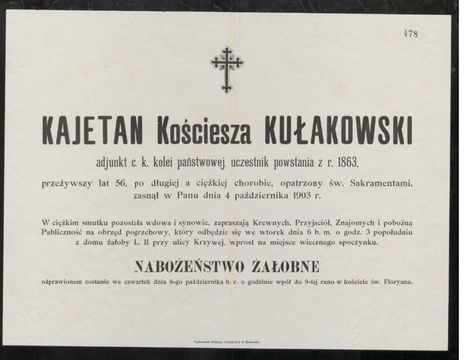 478
KAJETAN Kościesza KUŁAKOWSKI
adjunkt c. k. kolei państwowej, uczestnik powstania z r. 1863,
przeżywszy lat 56, po długiej a ciężkiej chorobie, opatrzony św. Sakramentami,
zasnął w Panu dnia 4 października 1903 r.
W ciężkim smutku pozostała wdowa i synowie, zapraszają Krewnych, Przyjaciół, Znajomych i pobożną
Publiczność na obrzęd pogrzebowy, który odbędzie się we wtorek dnia 6 b. m. o godz. 3 popołudniu
z domu żałoby L. 11 przy ulicy Krzywej, wprost na miejsce wiecznego spoczynku.
NABOŻEŃSTWO ŻAŁOBNE
odprawionem zostanie we czwartek dnia 8-go października b. r. o godzinie wpół do 9-tej rano w kościele św. Floryana.